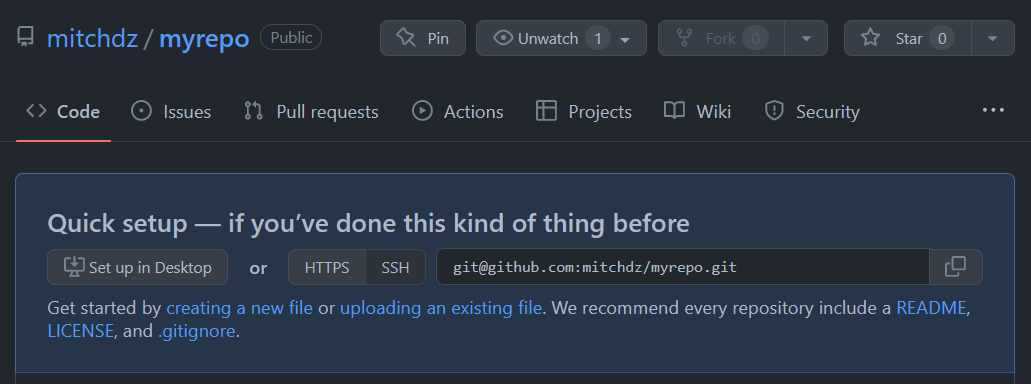 mitchdz / myrepo Public Pin Unwatch 1 Fork 0 Star 0
Code Issues Pull requests Actions Projects Wiki Security ...
Quick setup — if you’ve done this kind of thing before
Set up in Desktop or HTTPS SSH git@github.com:mitchdz/myrepo.git
Get started by creating a new file or uploading an existing file. We recommend every repository include a README,
LICENSE, and .gitignore.